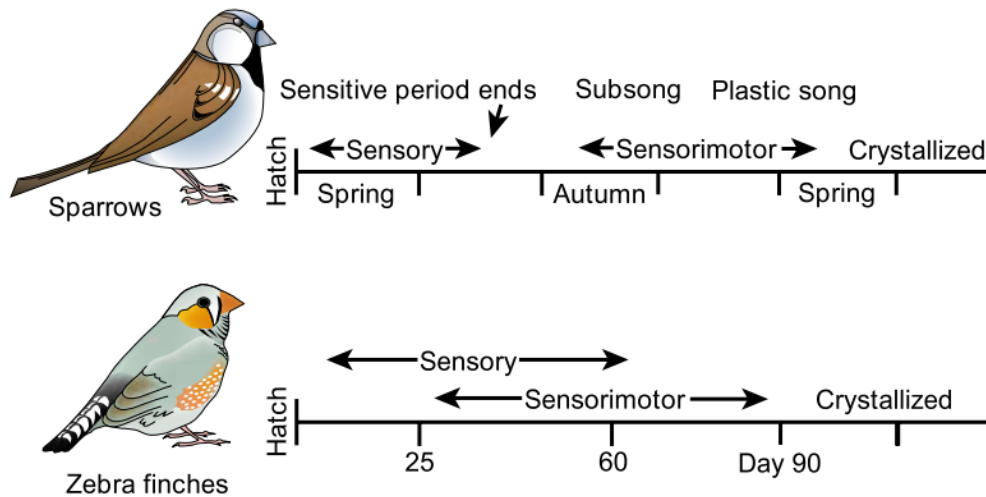 Sensitive period ends
Subsong
Plastic song
Sensory
Sensorimotor
Crystallized
Hatch
Spring
Autumn
Spring
Sparrows
Sensory
Sensorimotor
Crystallized
Hatch
25
60
Day 90
Zebra finches